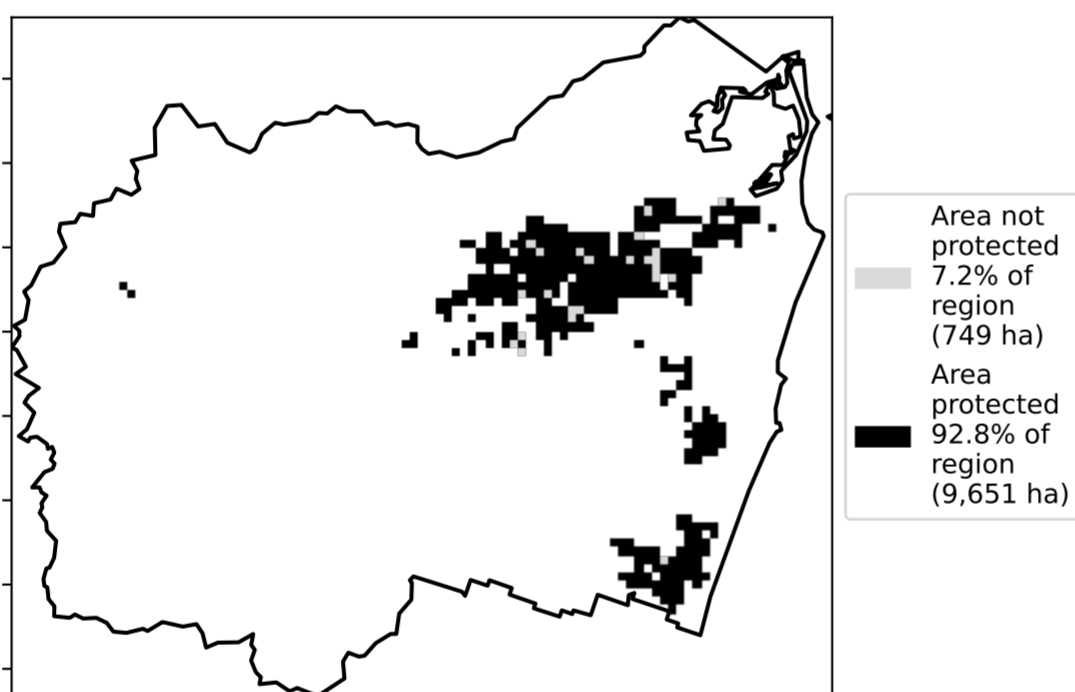 Area not
protected
7.2% of
region
(749 ha)
Area
protected
92.8% of
region
(9,651 ha)